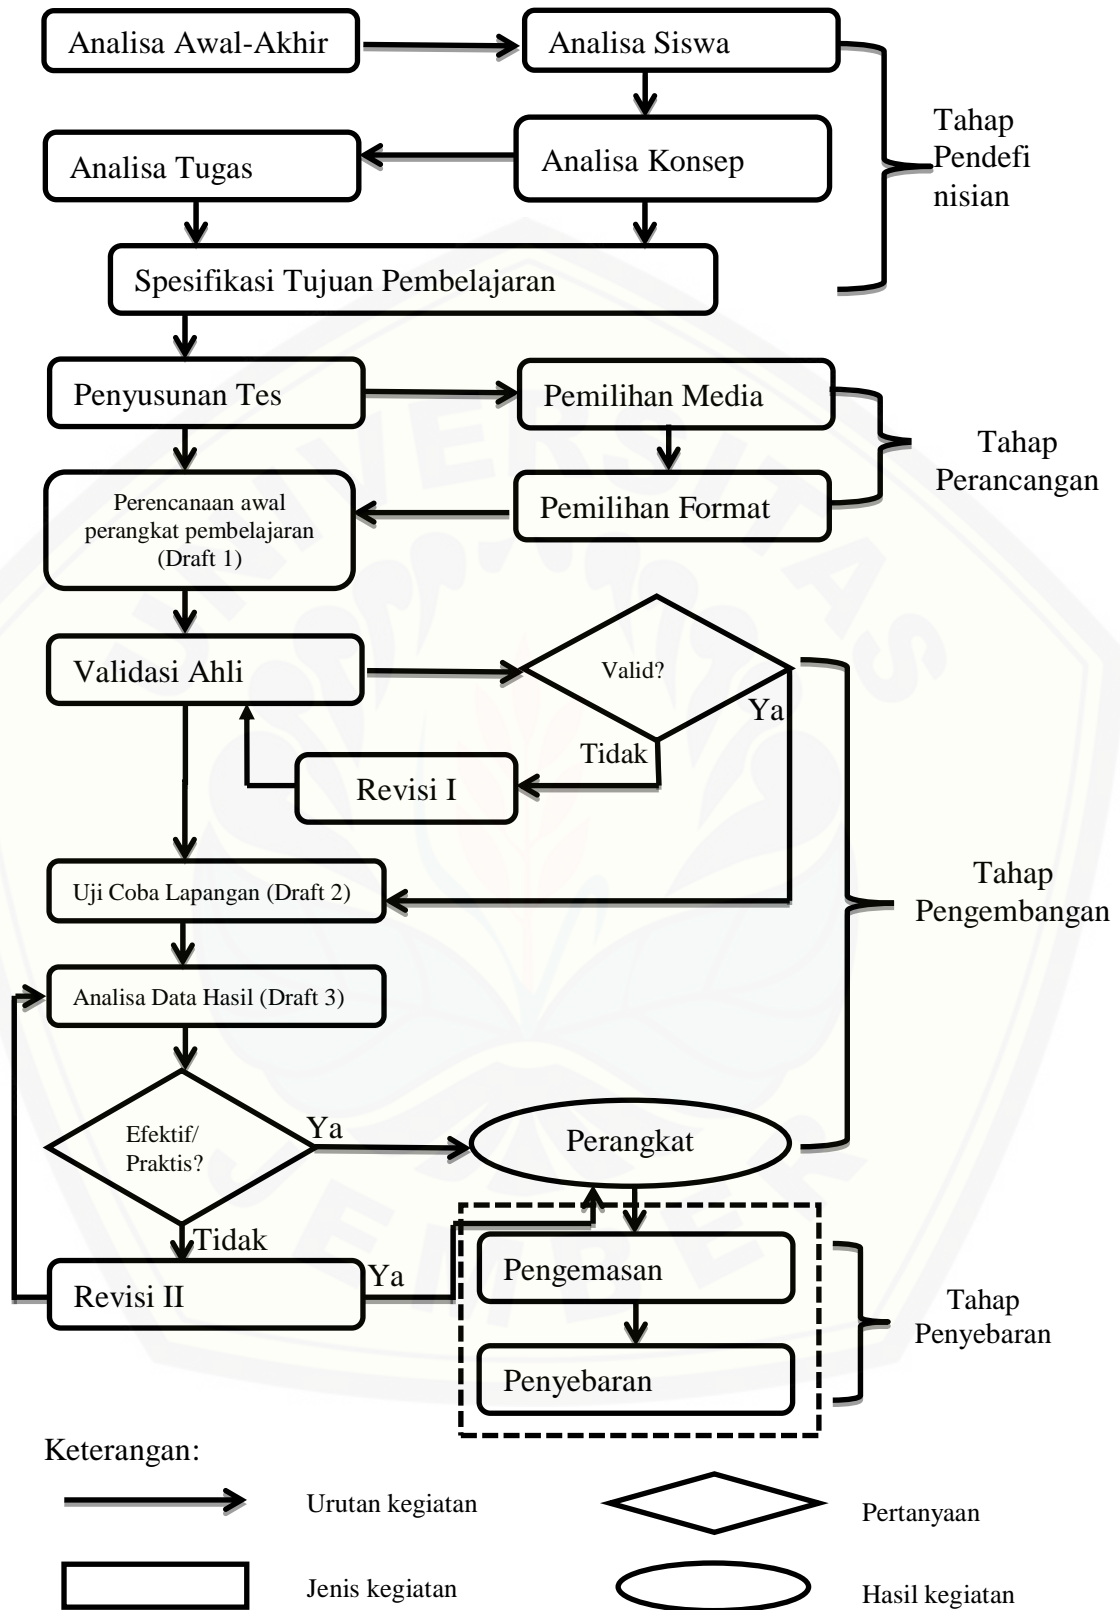 Analisa Awal-Akhir
Analisa Siswa
Tahap
Pendefi
nisian
Analisa Tugas
Analisa Konsep
Spesifikasi Tujuan Pembelajaran
Penyusunan Tes
Pemilihan Media
Tahap
Perancangan
Perencanaan awal
perangkat pembelajaran
(Draft 1)
Pemilihan Format
Validasi Ahli
Valid?
Ya
Tidak
Revisi I
Tahap
Pengembangan
Uji Coba Lapangan (Draft 2)
Analisa Data Hasil (Draft 3)
Efektif/
Praktis?
Ya
Perangkat
Tidak
Revisi II
Ya
Pengemasan
Penyebaran
Tahap
Penyebaran
Keterangan:
Urutan kegiatan
Pertanyaan
Jenis kegiatan
Hasil kegiatan
UNIVERSITAS
JEMBER